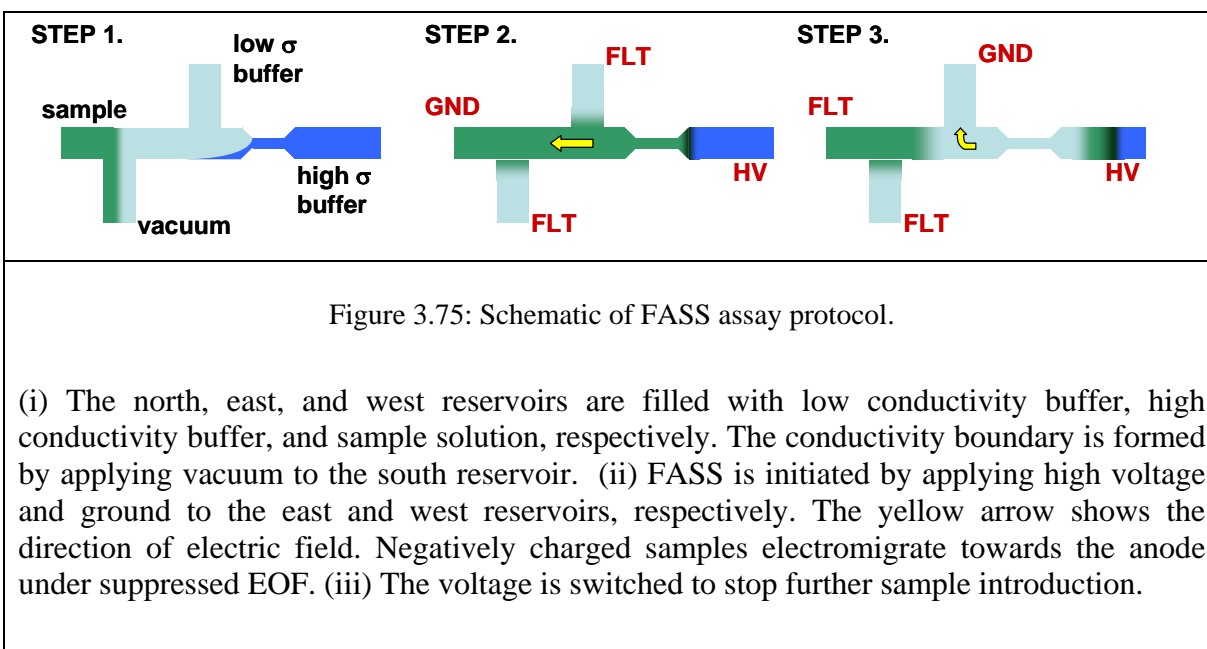 STEP 1.
low σ
buffer
sample
high σ
buffer
vacuum
STEP 2.
FLT
GND
HV
FLT
STEP 3.
GND
FLT
HV
FLT
Figure 3.75: Schematic of FASS assay protocol.
(i) The north, east, and west reservoirs are filled with low conductivity buffer, high
conductivity buffer, and sample solution, respectively. The conductivity boundary is formed
by applying vacuum to the south reservoir. (ii) FASS is initiated by applying high voltage
and ground to the east and west reservoirs, respectively. The yellow arrow shows the
direction of electric field. Negatively charged samples electromigrate towards the anode
under suppressed EOF. (iii) The voltage is switched to stop further sample introduction.